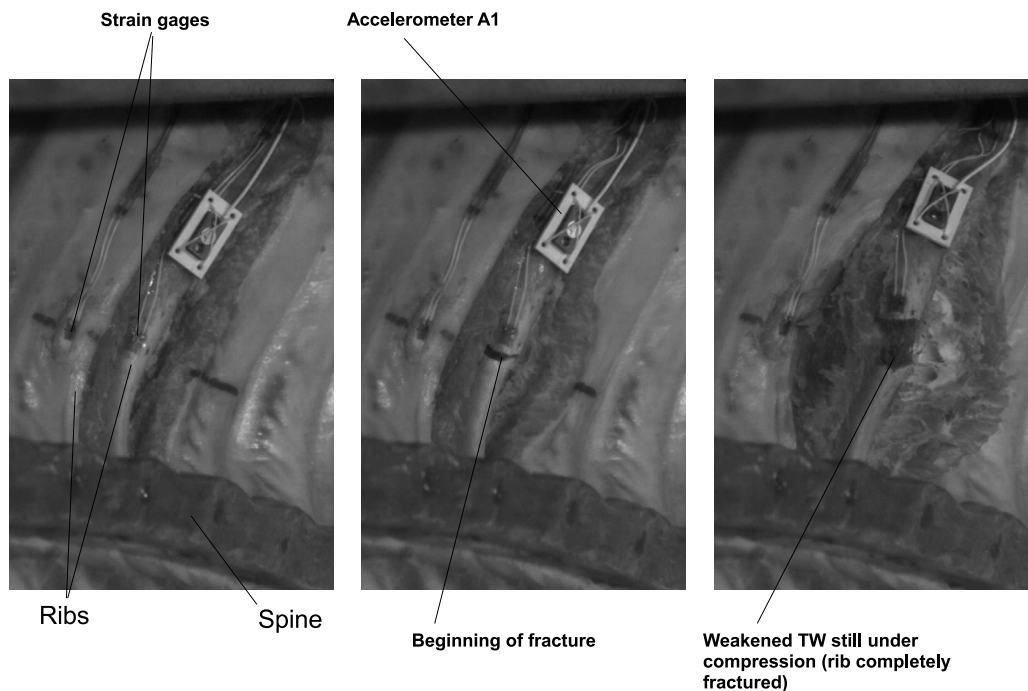 Strain gages
Accelerometer A1
Ribs
Spine
Beginning of fracture
Weakened TW still under
compression (rib completely
fractured)